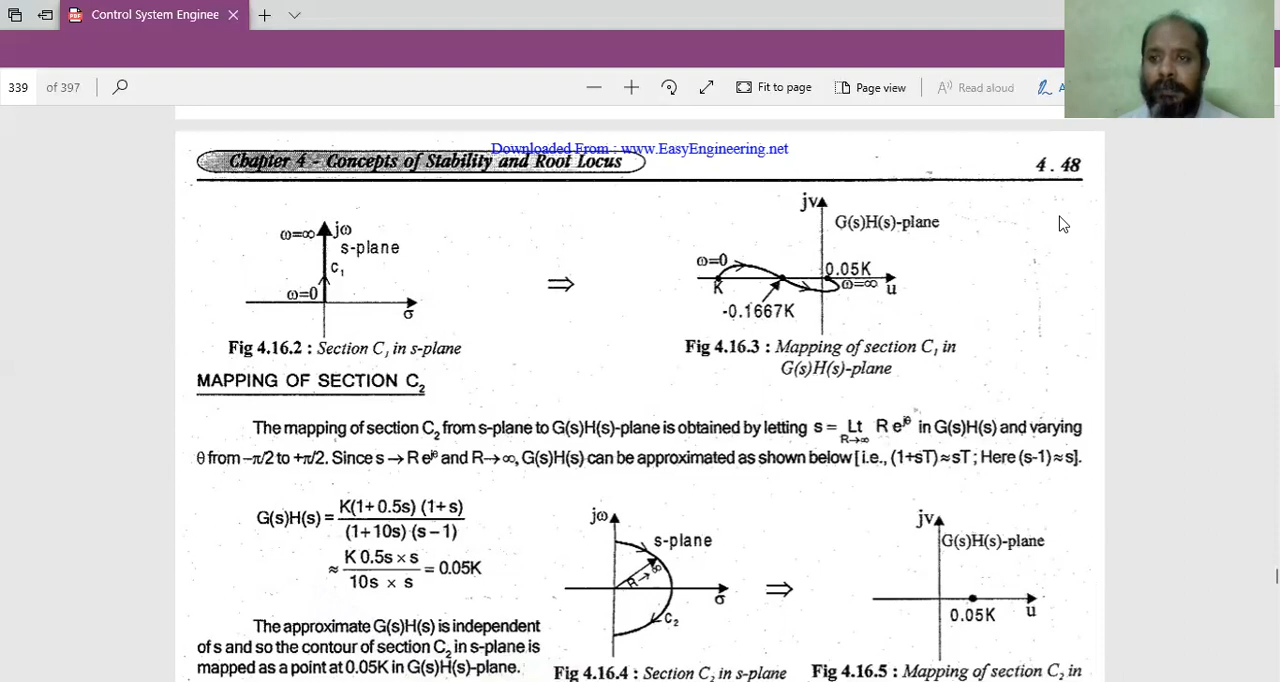 Control System Enginee
339 of 397
Fit to page
Page view
Read aloud
Downloaded From : www.EasyEngineering.net
Chapter 4 - Concepts of Stability and Root Locus
4 . 48
jv
G(s)H(s)-plane
ω=∞
jω
s-plane
C₁
ω=0
σ
⇒
ω=0
0.05K
K
ω=∞
u
-0.1667K
Fig 4.16.2 : Section C₁ in s-plane
Fig 4.16.3 : Mapping of section C₁ in
G(s)H(s)-plane
MAPPING OF SECTION C₂
The mapping of section C₂ from s-plane to G(s)H(s)-plane is obtained by letting s = Lt R→∞ R e^jθ in G(s)H(s) and varying
θ from −π/2 to +π/2. Since s → R e^jθ and R→∞, G(s)H(s) can be approximated as shown below [i.e., (1+sT) ≈ sT ; Here (s-1) ≈ s].
G(s)H(s) = K(1+ 0.5s) (1+ s) / (1+ 10s) (s − 1)
≈ K 0.5s × s / 10s × s = 0.05K
jω
s-plane
R→∞
σ
C₂
⇒
jv
G(s)H(s)-plane
0.05K
u
The approximate G(s)H(s) is independent
of s and so the contour of section C₂ in s-plane is
mapped as a point at 0.05K in G(s)H(s)-plane.
Fig 4.16.4 : Section C₂ in s-plane
Fig 4.16.5 : Mapping of section C₂ in